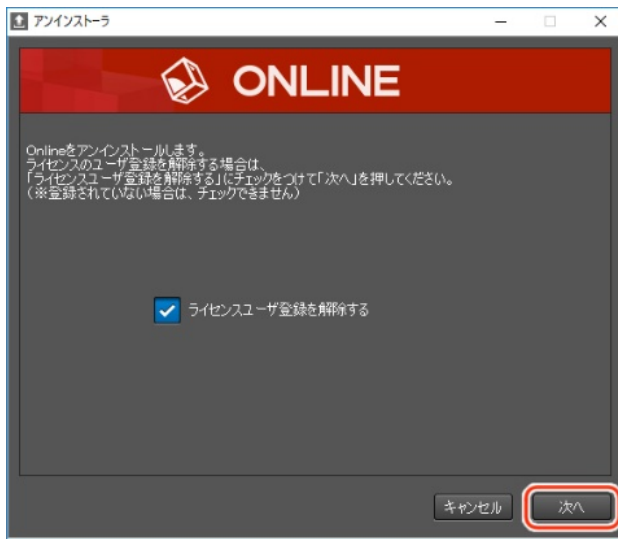 アンインストーラ
ONLINE
Onlineをアンインストールします。
ライセンスのユーザ登録を解除する場合は、
「ライセンスユーザ登録を解除する」にチェックをつけて「次へ」を押してください。
(※登録されていない場合は、チェックできません)
ライセンスユーザ登録を解除する
キャンセル
次へ